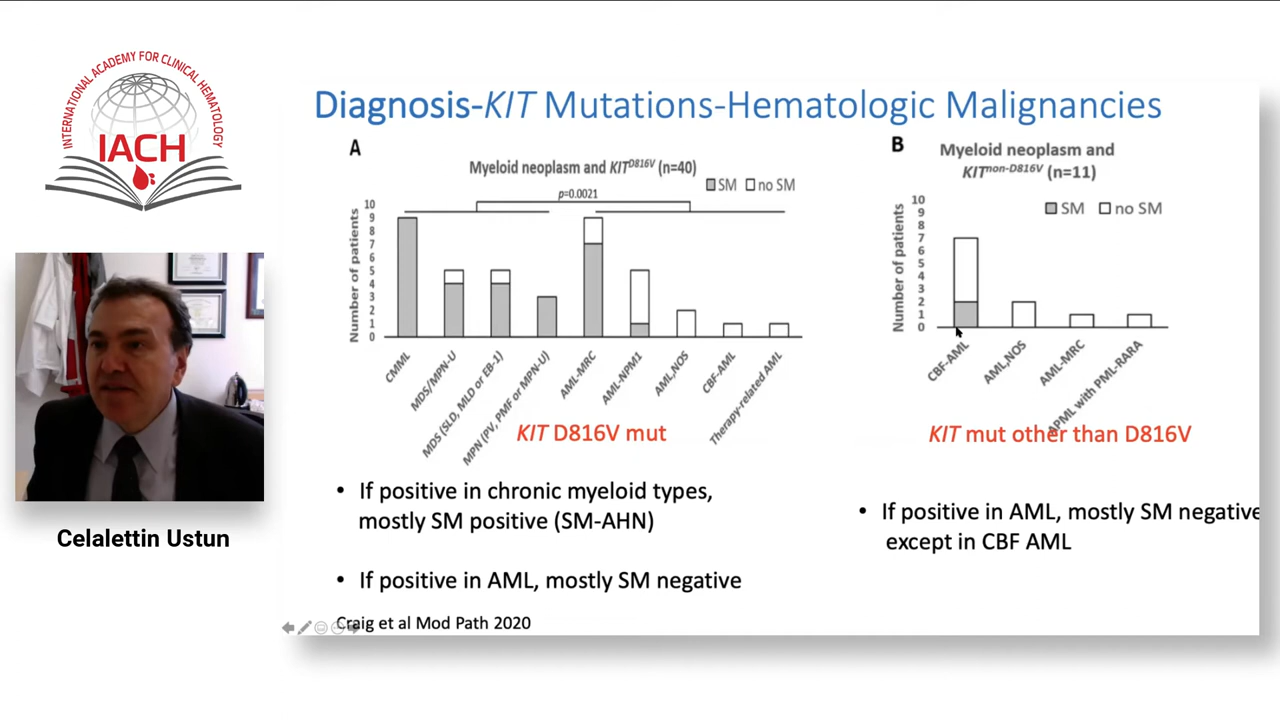 INTERNATIONAL ACADEMY FOR CLINICAL HEMATOLOGY
IACH
Celalettin Ustun
Diagnosis-KIT Mutations-Hematologic Malignancies
A
Myeloid neoplasm and KIT^D816V (n=40)
SM no SM
p=0.0021
Number of patients
10
9
8
7
6
5
4
3
2
1
0
CMML
MDS/MPN-U
MDS (SLD, MLD or EB-1)
MPN (PV, PMF or MPN-U)
AML-MRC
AML-NPM1
AML,NOS
CBF-AML
Therapy-related AML
KIT D816V mut
• If positive in chronic myeloid types,
mostly SM positive (SM-AHN)
• If positive in AML, mostly SM negative
Craig et al Mod Path 2020
B
Myeloid neoplasm and
KIT^non-D816V (n=11)
SM no SM
Number of patients
10
9
8
7
6
5
4
3
2
1
0
CBF-AML
AML,NOS
AML-MRC
APML with PML-RARA
KIT mut other than D816V
• If positive in AML, mostly SM negative
except in CBF AML